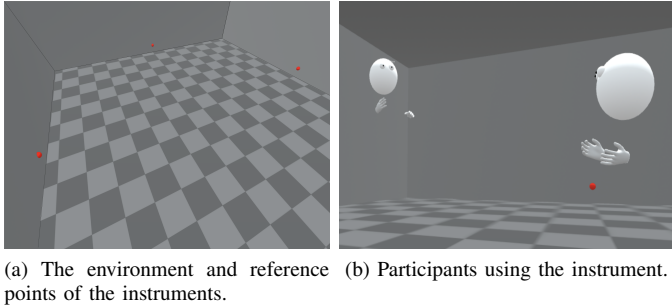 (a) The environment and reference
points of the instruments.
(b) Participants using the instrument.